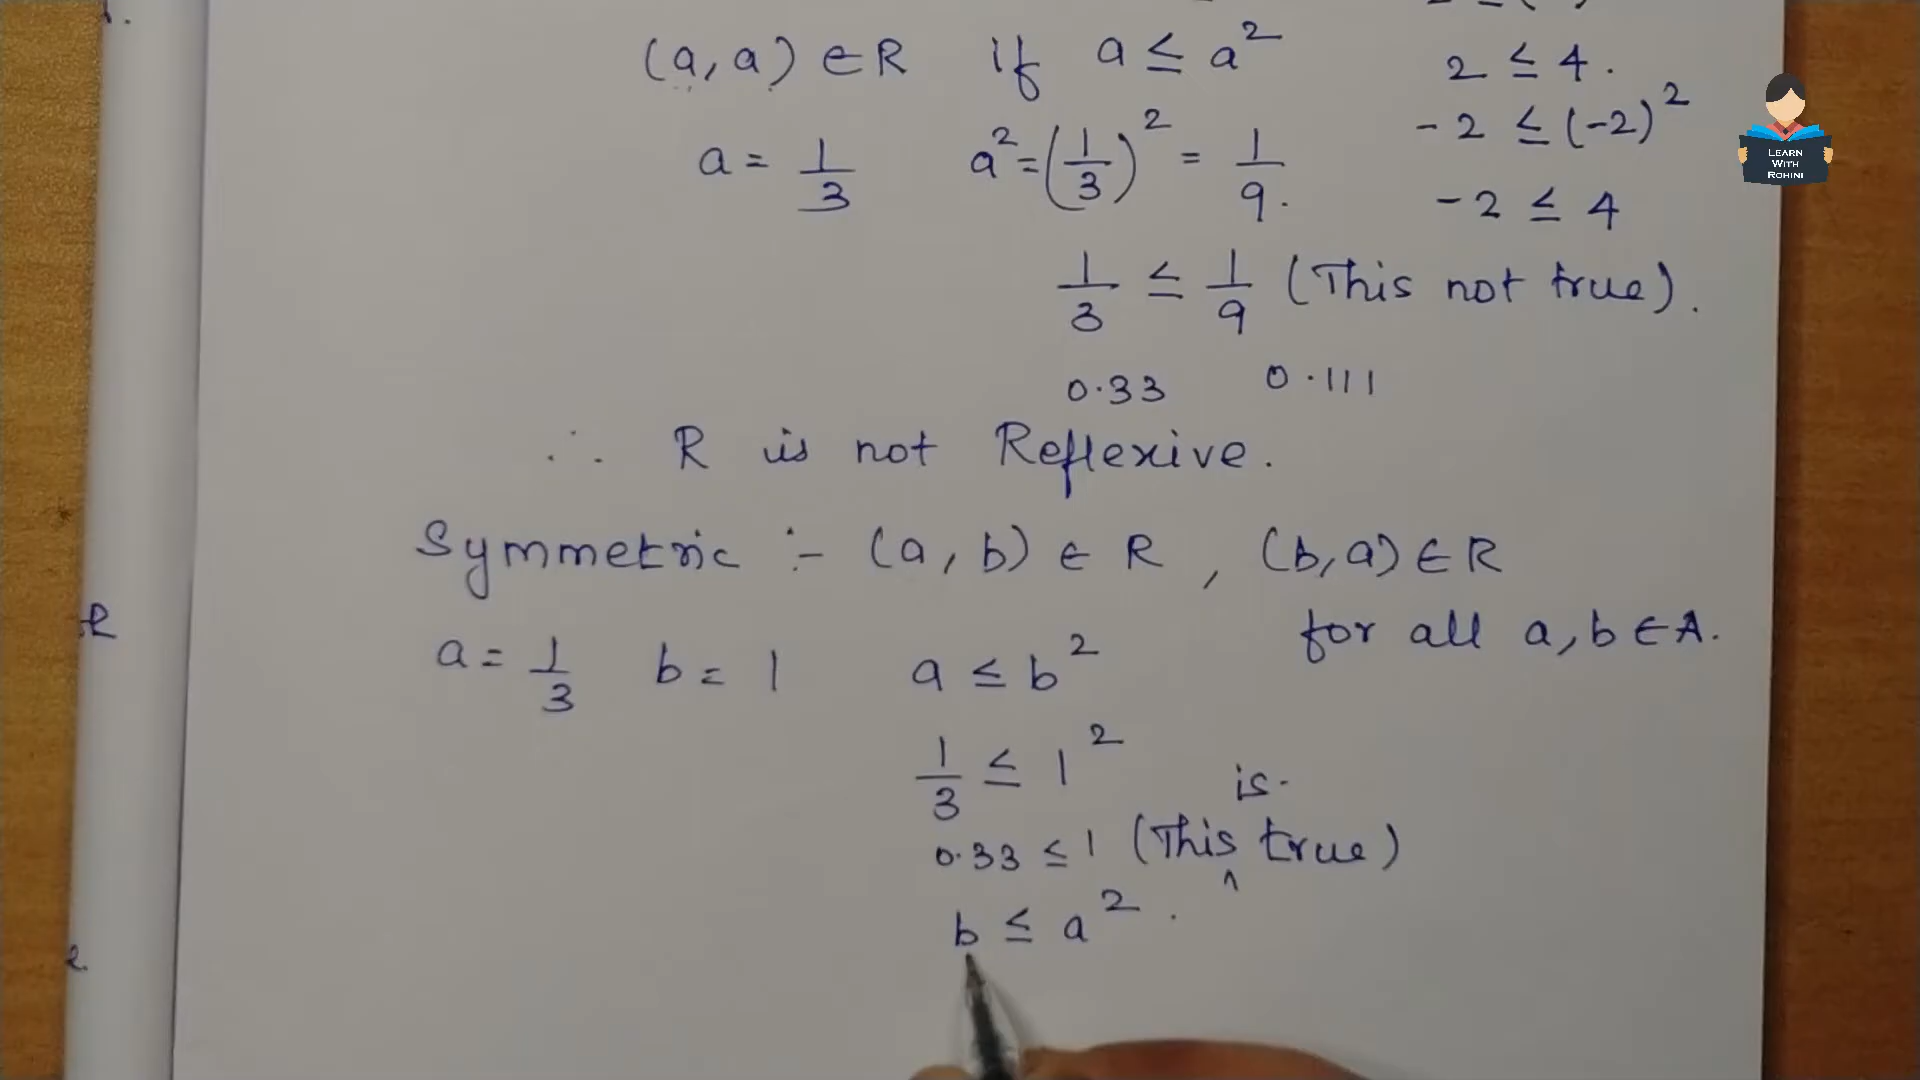 (a, a) ∈ R if a ≤ a²
2 ≤ 4.
-2 ≤ (-2)²
-2 ≤ 4
a = 1/3 a² = (1/3)² = 1/9.
1/3 ≤ 1/9 (This not true).
0.33 0.111
∴ R is not Reflexive.
Symmetric :- (a, b) ∈ R, (b, a) ∈ R
for all a, b ∈ A.
a = 1/3 b = 1 a ≤ b²
1/3 ≤ 1²
is.
0.33 ≤ 1 (This ^ true)
b ≤ a².
R
LEARN
WITH
ROHINI